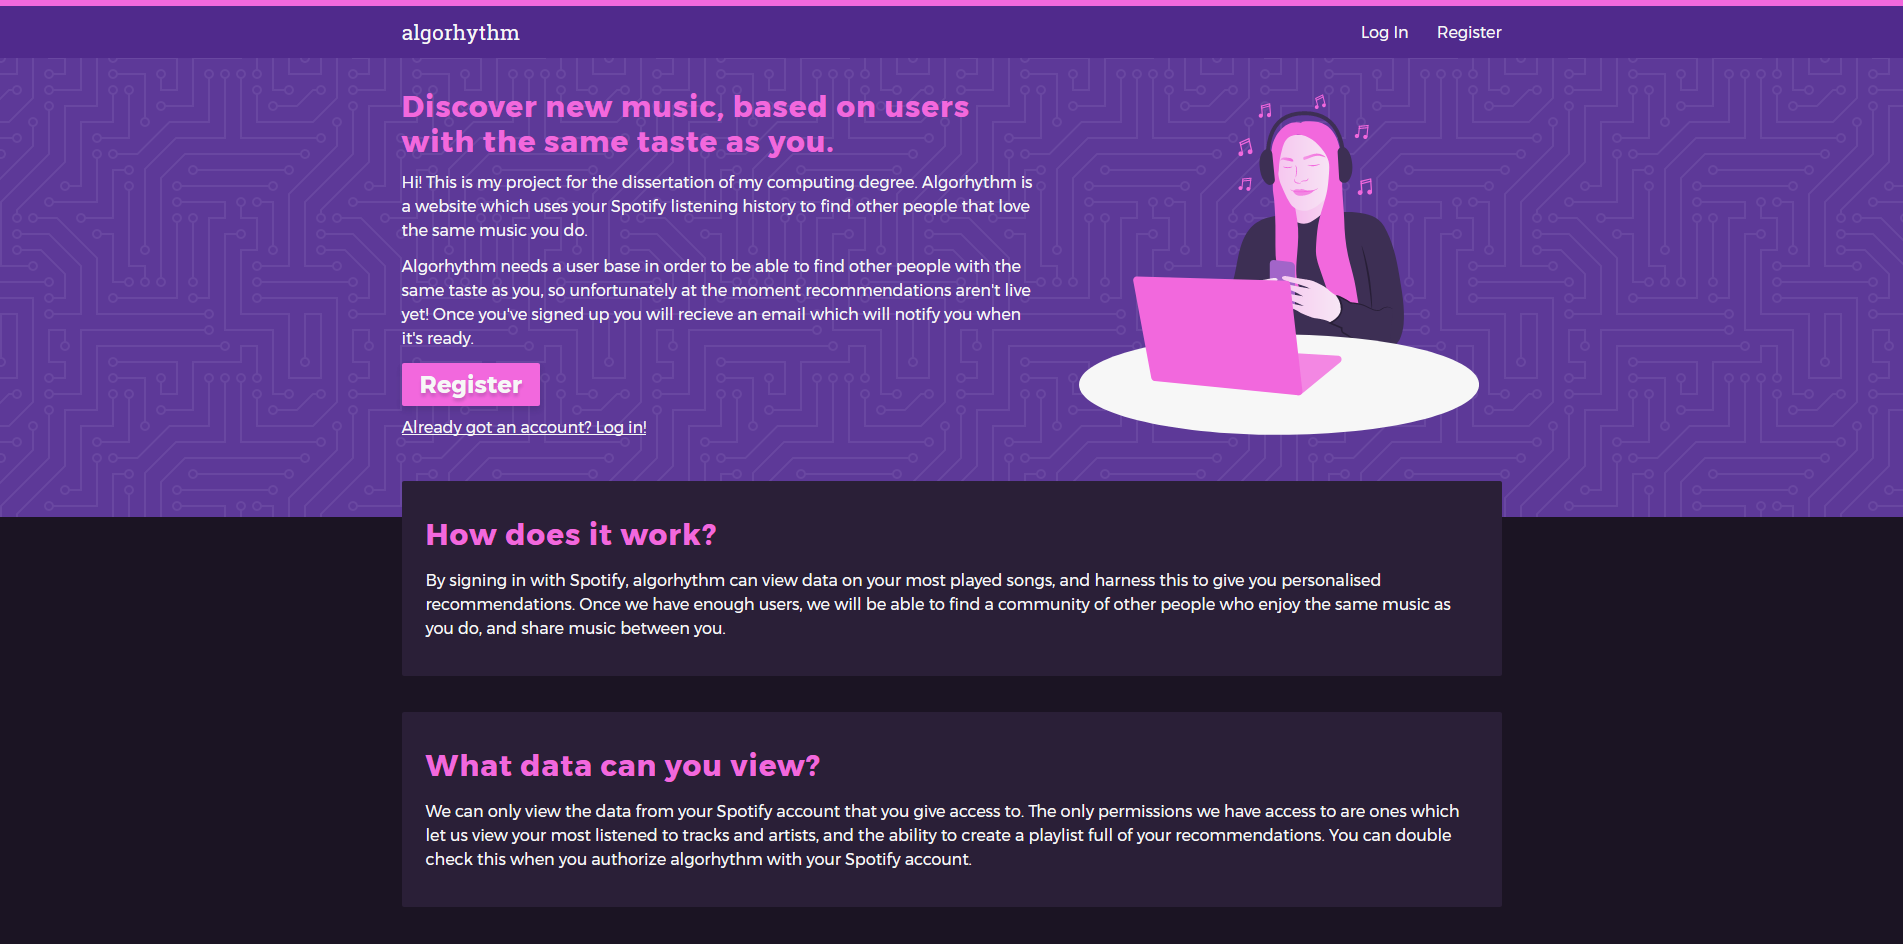 algorhythm
Log In
Register
Discover new music, based on users
with the same taste as you.
Hi! This is my project for the dissertation of my computing degree. Algorhythm is
a website which uses your Spotify listening history to find other people that love
the same music you do.
Algorhythm needs a user base in order to be able to find other people with the
same taste as you, so unfortunately at the moment recommendations aren't live
yet! Once you've signed up you will recieve an email which will notify you when
it's ready.
Register
Already got an account? Log in!
How does it work?
By signing in with Spotify, algorhythm can view data on your most played songs, and harness this to give you personalised
recommendations. Once we have enough users, we will be able to find a community of other people who enjoy the same music as
you do, and share music between you.
What data can you view?
We can only view the data from your Spotify account that you give access to. The only permissions we have access to are ones which
let us view your most listened to tracks and artists, and the ability to create a playlist full of your recommendations. You can double
check this when you authorize algorhythm with your Spotify account.